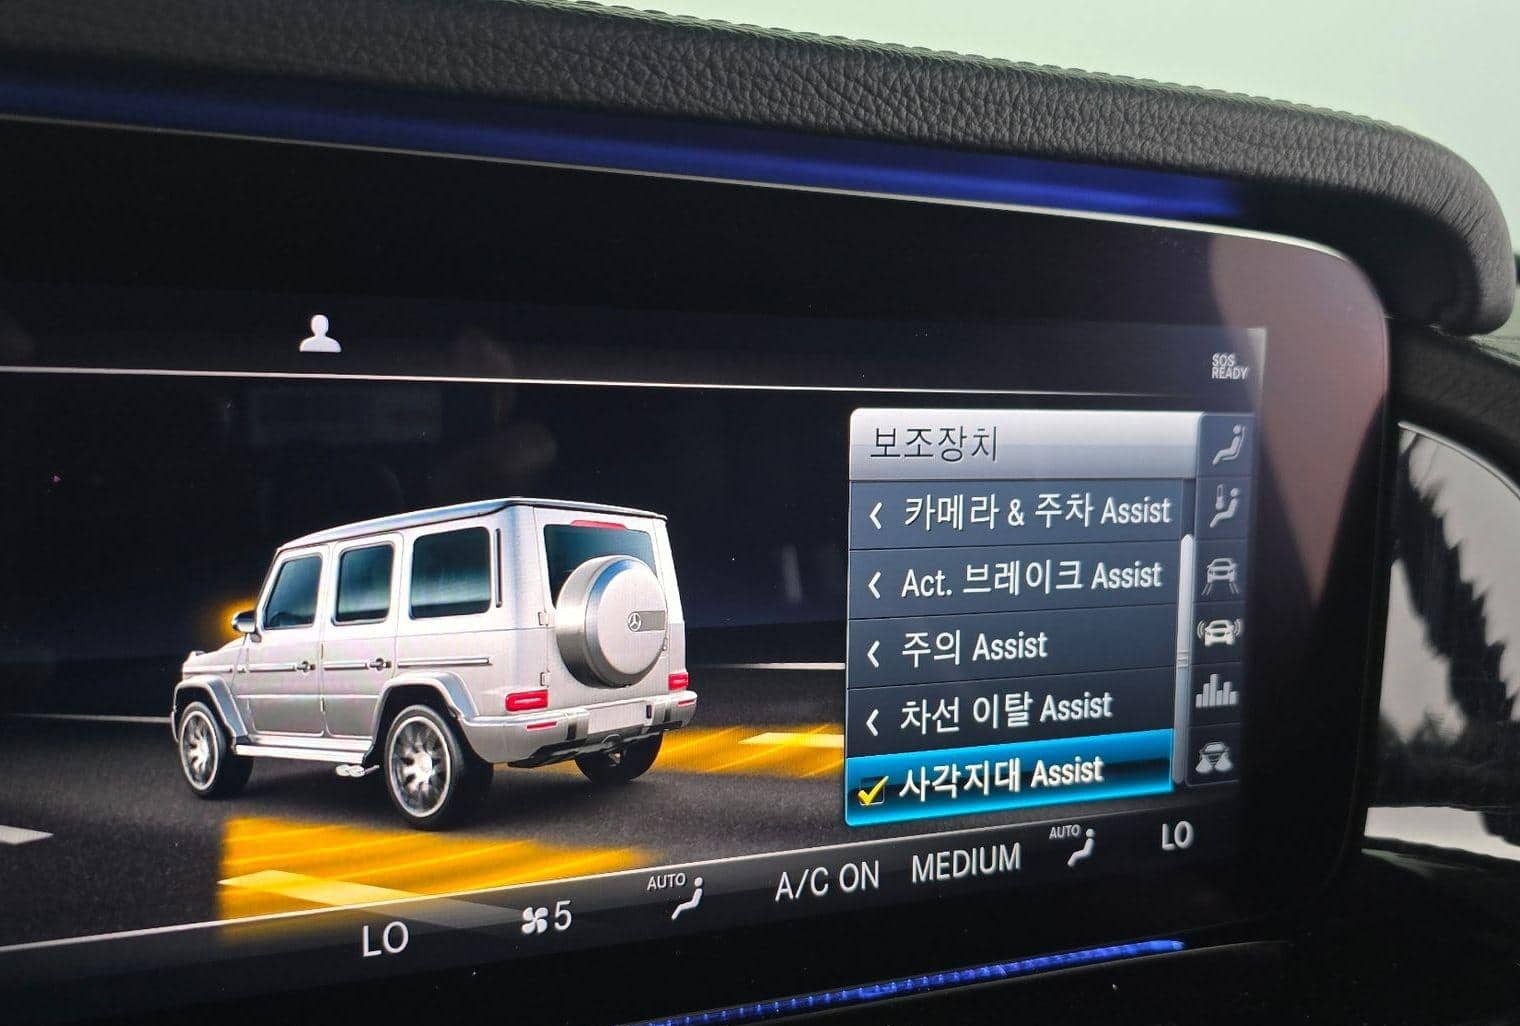 SOS
READY
보조장치
카메라 & 주차 Assist
Act. 브레이크 Assist
주의 Assist
차선 이탈 Assist
사각지대 Assist
LO
5
AUTO
A/C ON
MEDIUM
AUTO
LO